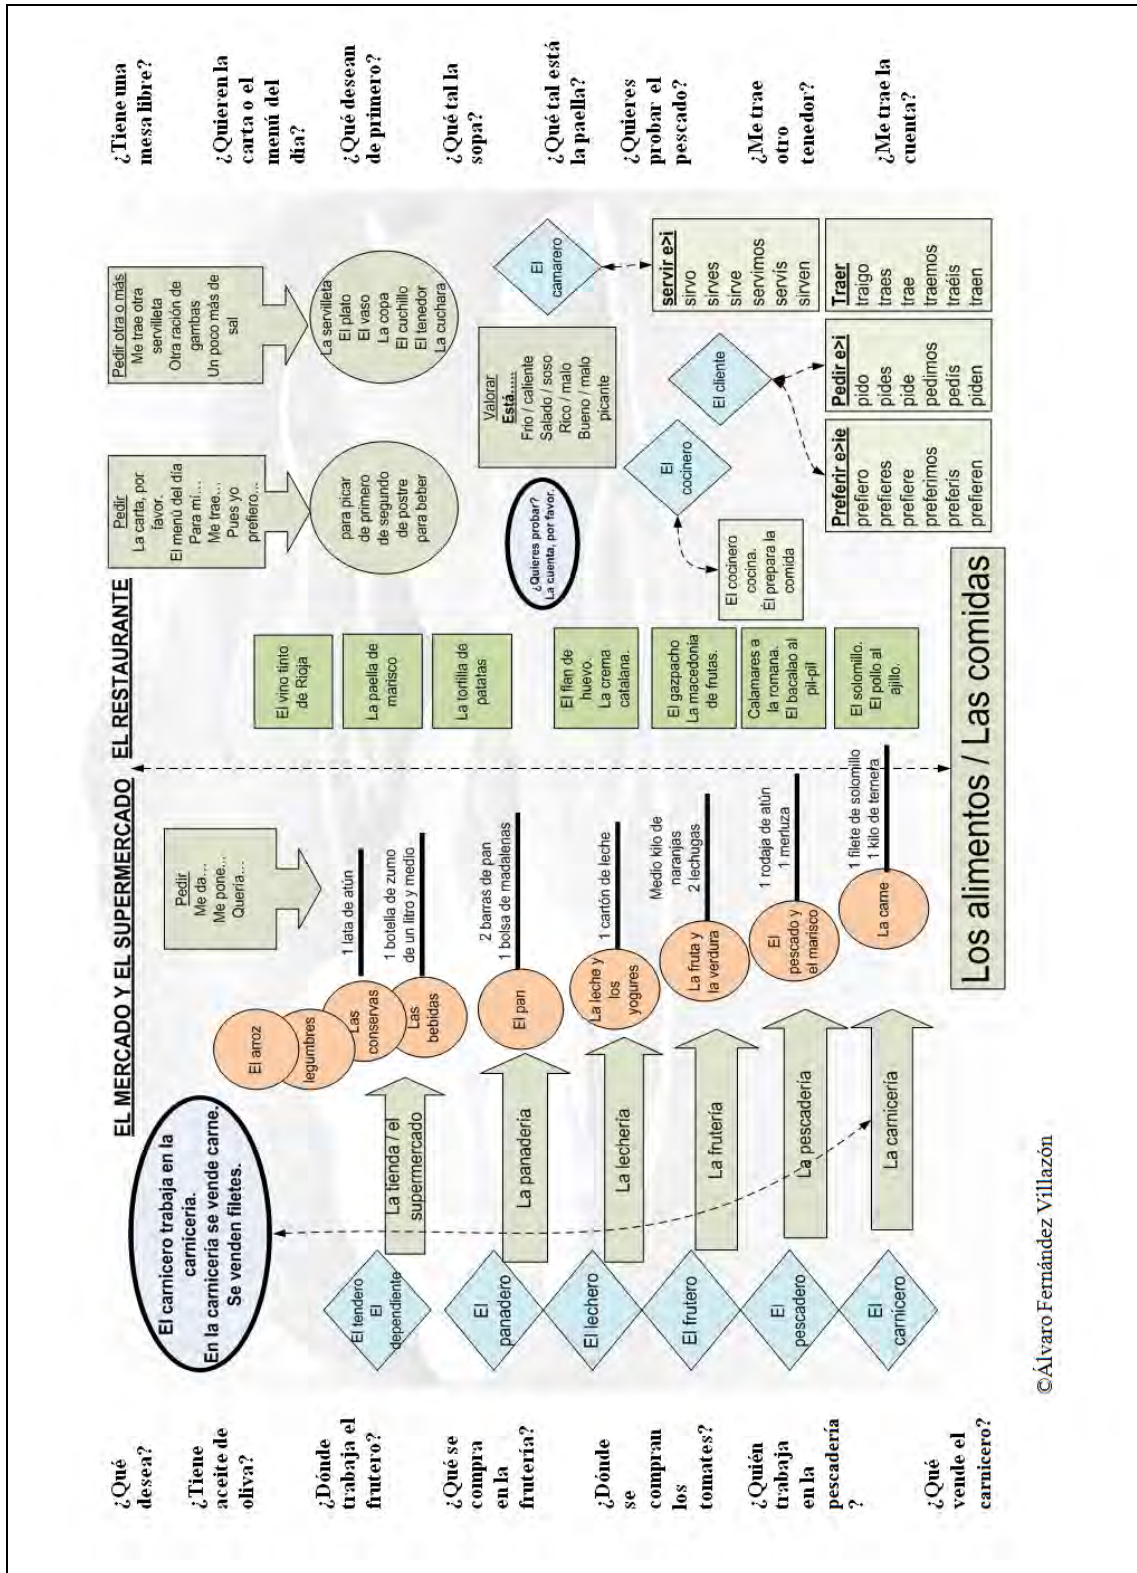 ¿Qué
desea?
¿Tiene
aceite de
oliva?
¿Dónde
trabaja el
frutero?
¿Qué se
compra
en la
frutería?
¿Dónde
se
compran
los
tomates?
¿Quién
trabaja
en la
pescadería
?
¿Qué
vende el
carnicero?
EL MERCADO Y EL SUPERMERCADO
El carnicero trabaja en la
carnicería.
En la carnicería se vende carne.
Se venden filetes.
Pedir
Me da…
Me pone…
Quería…
El tendero
El
dependiente
La tienda / el
supermercado
El arroz
legumbres
Las
conservas
1 lata de atún
Las
bebidas
1 botella de zumo
de un litro y medio
El
panadero
La panadería
El pan
2 barras de pan
1 bolsa de madalenas
El lechero
La lechería
La leche y
los
yogures
1 cartón de leche
El frutero
La frutería
La fruta y
la verdura
Medio kilo de
naranjas
2 lechugas
El
pescadero
La pescadería
El
pescado y
el marisco
1 rodaja de atún
1 merluza
El
carnicero
La carnicería
La carne
1 filete de solomillo
1 kilo de ternera
EL RESTAURANTE
El vino tinto
de Rioja
La paella de
marisco
La tortilla de
patatas
El flan de
huevo.
La crema
catalana.
El gazpacho
La macedonia
de frutas.
Calamares a
la romana.
El bacalao al
pil-pil
El solomillo.
El pollo al
ajillo.
Pedir
La carta, por
favor.
El menú del día
Para mí…
Me trae…
Pues yo
prefiero…
para picar
de primero
de segundo
de postre
para beber
Pedir otra o más
Me trae otra
servilleta
Otra ración de
gambas
Un poco más de
sal
La servilleta
El plato
El vaso
La copa
El cuchillo
El tenedor
La cuchara
¿Quieres probar?
La cuenta, por favor.
Valorar
Está…..
Frío / caliente
Salado / soso
Rico / malo
Bueno / malo
picante
El
camarero
El cocinero
cocina.
Él prepara la
comida
El
cocinero
El cliente
servir e>i
sirvo
sirves
sirve
servimos
servís
sirven
Preferir e>ie
prefiero
prefieres
prefiere
preferimos
preferís
prefieren
Pedir e>i
pido
pides
pide
pedimos
pedís
piden
Traer
traigo
traes
trae
traemos
traéis
traen
Los alimentos / Las comidas
¿Tiene una
mesa libre?
¿Quieren la
carta o el
menú del
día?
¿Qué desean
de primero?
¿Qué tal la
sopa?
¿Qué tal está
la paella?
¿Quieres
probar el
pescado?
¿Me trae
otro
tenedor?
¿Me trae la
cuenta?
©Álvaro Fernández Villazón